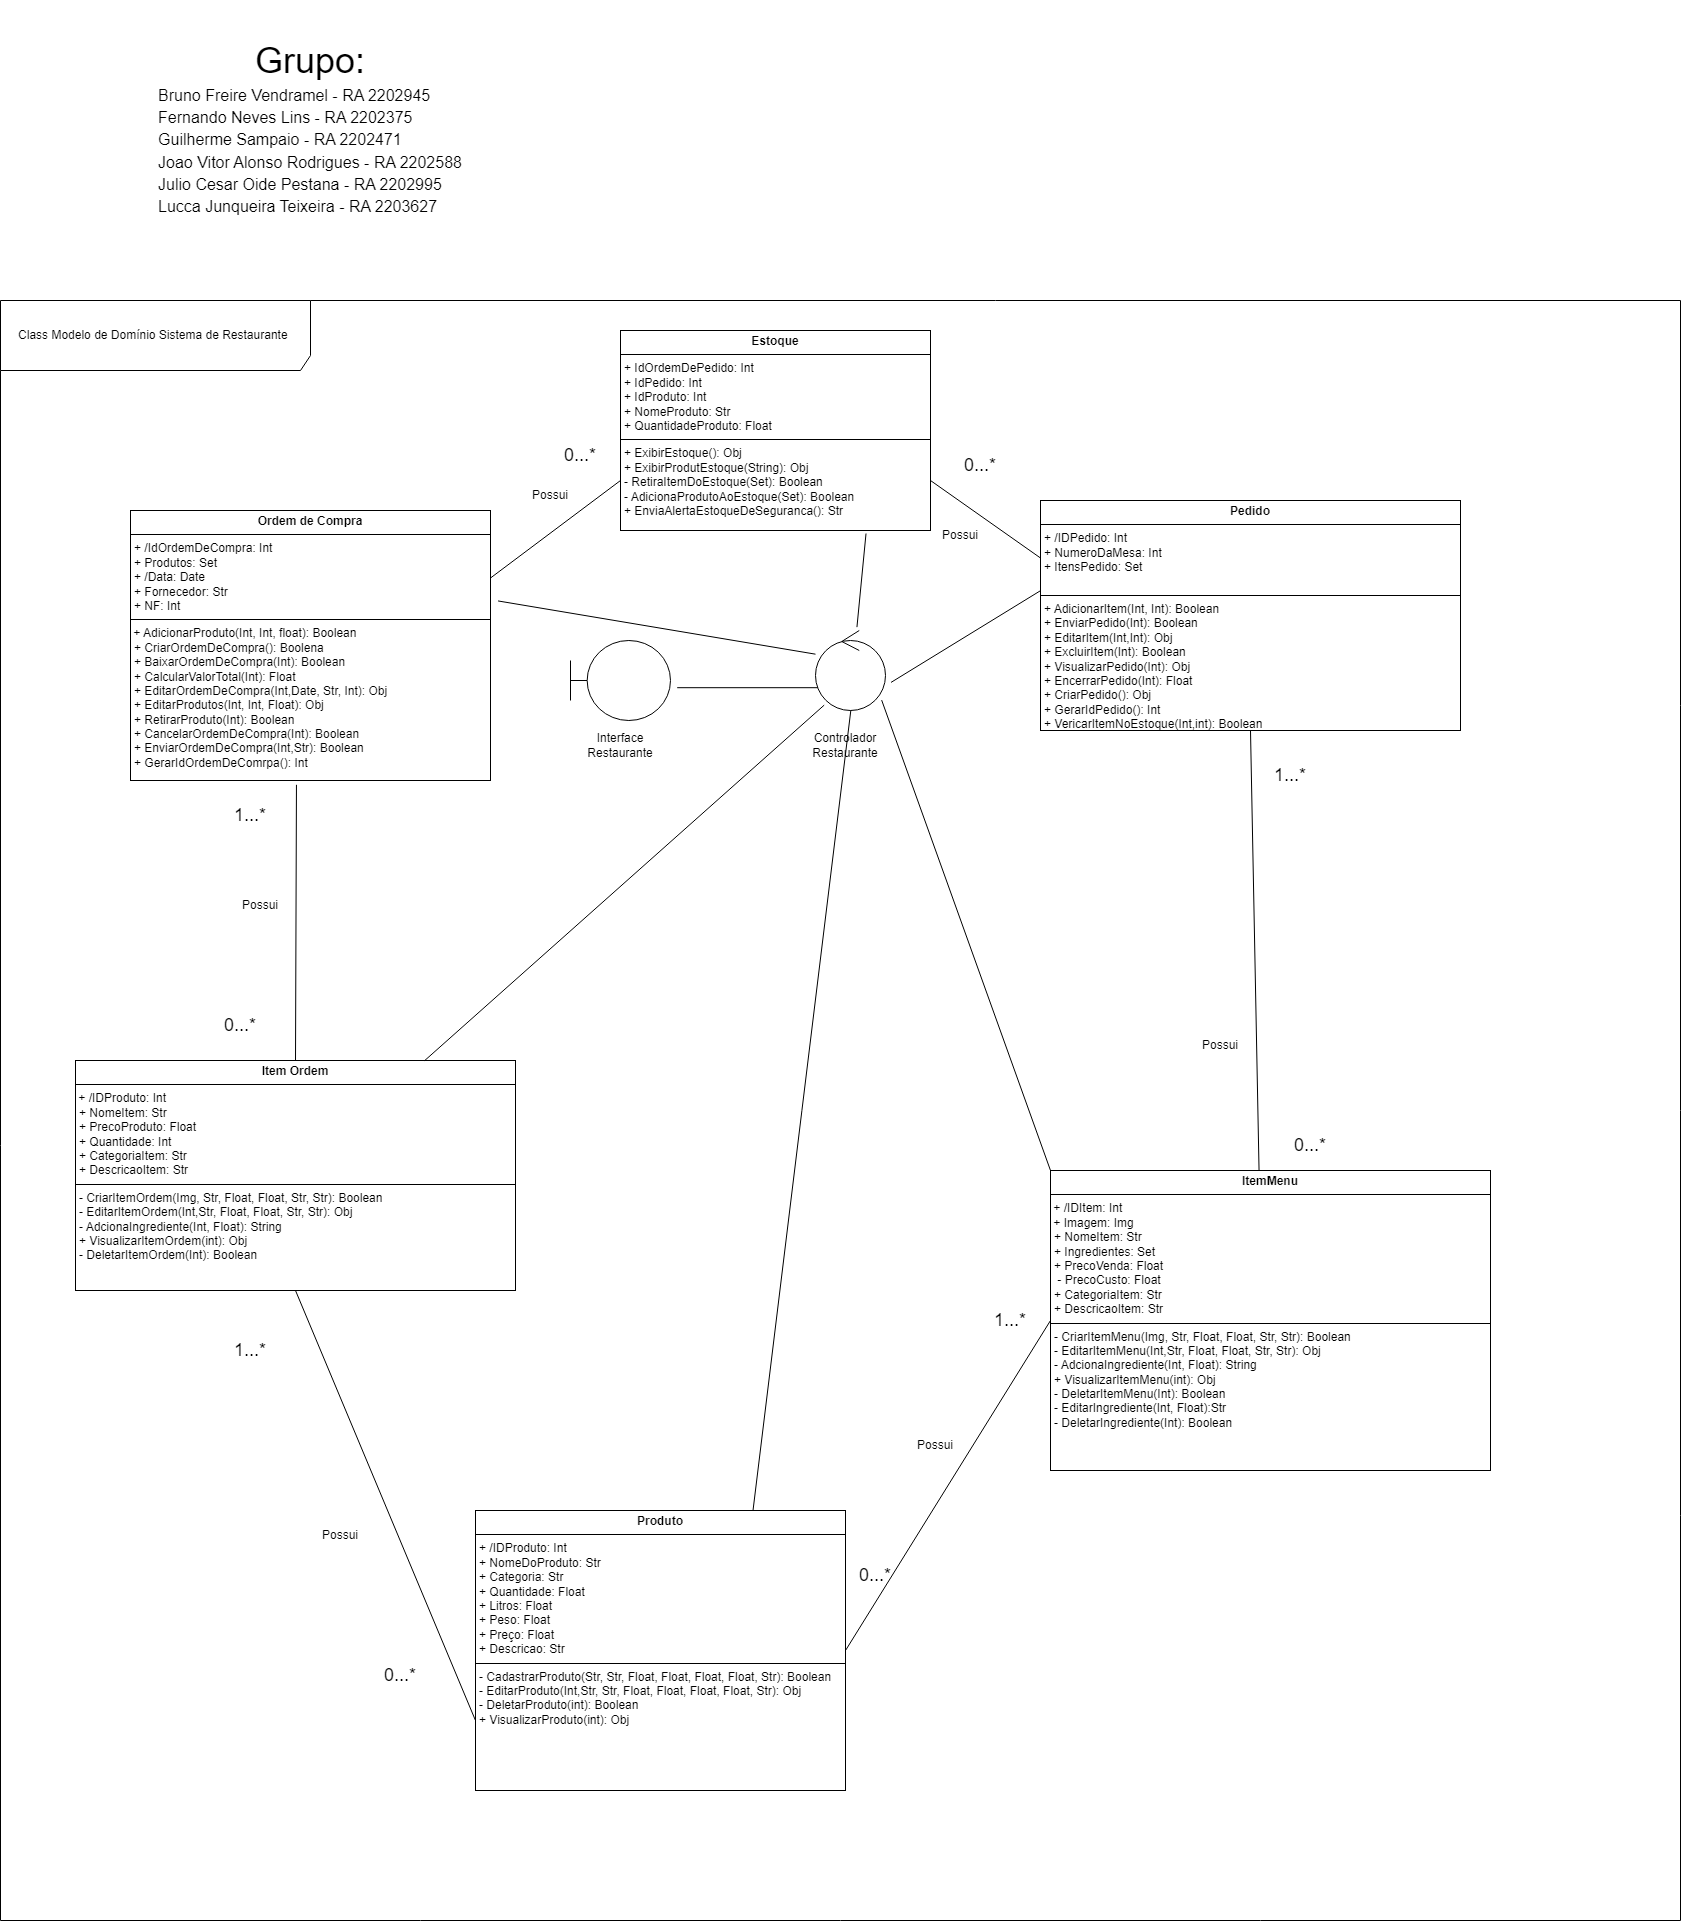 Grupo:
Bruno Freire Vendramel - RA 2202945
Fernando Neves Lins - RA 2202375
Guilherme Sampaio - RA 2202471
Joao Vitor Alonso Rodrigues - RA 2202588
Julio Cesar Oide Pestana - RA 2202995
Lucca Junqueira Teixeira - RA 2203627
Class Modelo de Domínio Sistema de Restaurante
Estoque
+ IdOrdemDePedido: Int
+ IdPedido: Int
+ IdProduto: Int
+ NomeProduto: Str
+ QuantidadeProduto: Float
+ ExibirEstoque(): Obj
+ ExibirProdutEstoque(String): Obj
- RetiraItemDoEstoque(Set): Boolean
- AdicionaProdutoAoEstoque(Set): Boolean
+ EnviaAlertaEstoqueDeSeguranca(): Str
0...*
Possui
0...*
Possui
Ordem de Compra
+ /IdOrdemDeCompra: Int
+ Produtos: Set
+ /Data: Date
+ Fornecedor: Str
+ NF: Int
+ AdicionarProduto(Int, Int, float): Boolean
+ CriarOrdemDeCompra(): Boolena
+ BaixarOrdemDeCompra(Int): Boolean
+ CalcularValorTotal(Int): Float
+ EditarOrdemDeCompra(Int,Date, Str, Int): Obj
+ EditarProdutos(Int, Int, Float): Obj
+ RetirarProduto(Int): Boolean
+ CancelarOrdemDeCompra(Int): Boolean
+ EnviarOrdemDeCompra(Int,Str): Boolean
+ GerarIdOrdemDeComrpa(): Int
Pedido
+ /IDPedido: Int
+ NumeroDaMesa: Int
+ ItensPedido: Set
+ AdicionarItem(Int, Int): Boolean
+ EnviarPedido(Int): Boolean
+ EditarItem(Int,Int): Obj
+ ExcluirItem(Int): Boolean
+ VisualizarPedido(Int): Obj
+ EncerrarPedido(Int): Float
+ CriarPedido(): Obj
+ GerarIdPedido(): Int
+ VericarItemNoEstoque(Int,int): Boolean
Interface
Restaurante
Controlador
Restaurante
1...*
Possui
0...*
1...*
Possui
0...*
Item Ordem
+ /IDProduto: Int
+ NomeItem: Str
+ PrecoProduto: Float
+ Quantidade: Int
+ CategoriaItem: Str
+ DescricaoItem: Str
- CriarItemOrdem(Img, Str, Float, Float, Str, Str): Boolean
- EditarItemOrdem(Int,Str, Float, Float, Str, Str): Obj
- AdcionaIngrediente(Int, Float): String
+ VisualizarItemOrdem(int): Obj
- DeletarItemOrdem(Int): Boolean
ItemMenu
+ /IDItem: Int
+ Imagem: Img
+ NomeItem: Str
+ Ingredientes: Set
+ PrecoVenda: Float
- PrecoCusto: Float
+ CategoriaItem: Str
+ DescricaoItem: Str
- CriarItemMenu(Img, Str, Float, Float, Str, Str): Boolean
- EditarItemMenu(Int,Str, Float, Float, Str, Str): Obj
- AdcionaIngrediente(Int, Float): String
+ VisualizarItemMenu(int): Obj
- DeletarItemMenu(Int): Boolean
- EditarIngrediente(Int, Float):Str
- DeletarIngrediente(Int): Boolean
1...*
Possui
0...*
1...*
Possui
0...*
Produto
+ /IDProduto: Int
+ NomeDoProduto: Str
+ Categoria: Str
+ Quantidade: Float
+ Litros: Float
+ Peso: Float
+ Preço: Float
+ Descricao: Str
- CadastrarProduto(Str, Str, Float, Float, Float, Float, Str): Boolean
- EditarProduto(Int,Str, Str, Float, Float, Float, Float, Str): Obj
- DeletarProduto(int): Boolean
+ VisualizarProduto(int): Obj